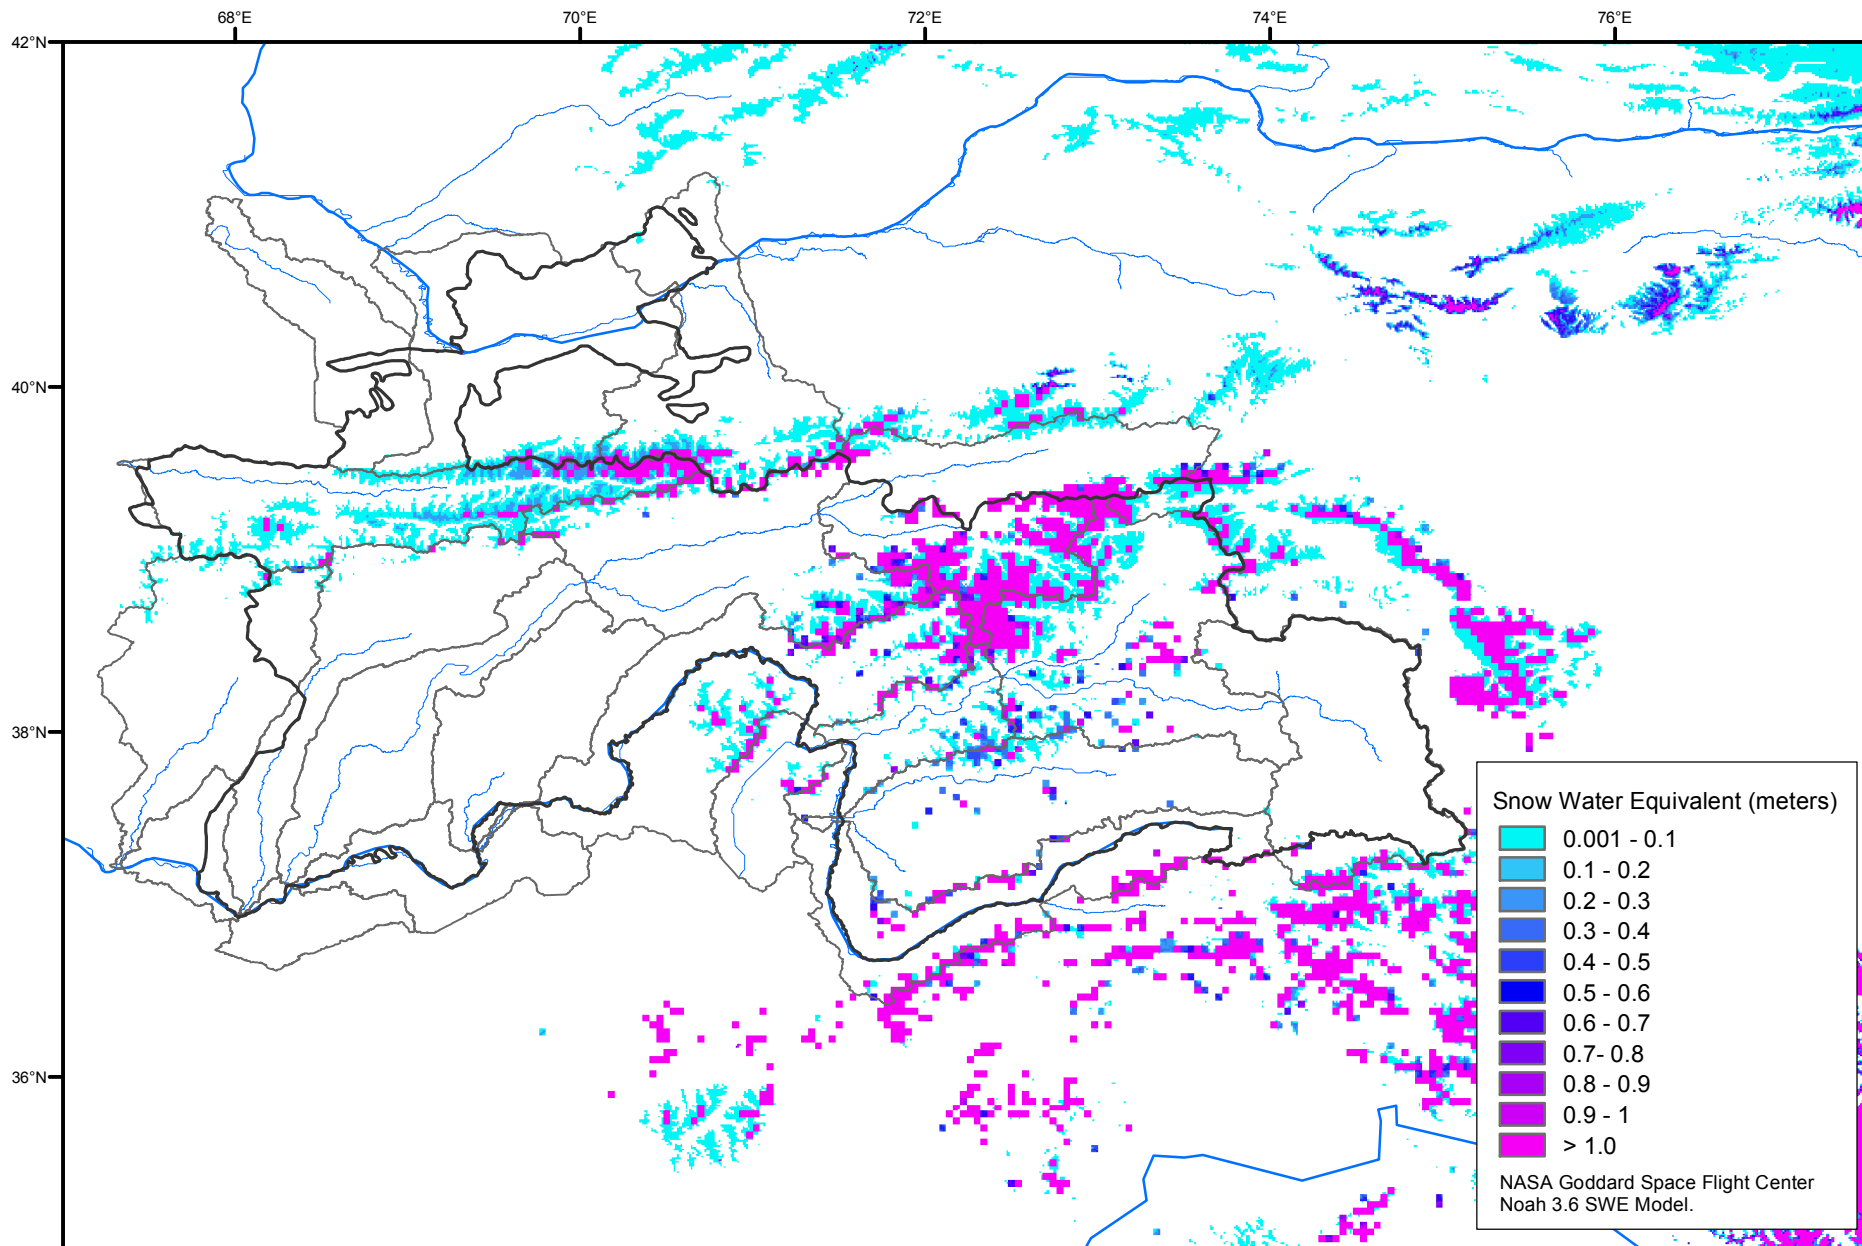 68°E
70°E
72°E
74°E
76°E
42°N
40°N
38°N
36°N
Snow Water Equivalent (meters)
0.001 - 0.1
0.1 - 0.2
0.2 - 0.3
0.3 - 0.4
0.4 - 0.5
0.5 - 0.6
0.6 - 0.7
0.7- 0.8
0.8 - 0.9
0.9 - 1
> 1.0
NASA Goddard Space Flight Center
Noah 3.6 SWE Model.